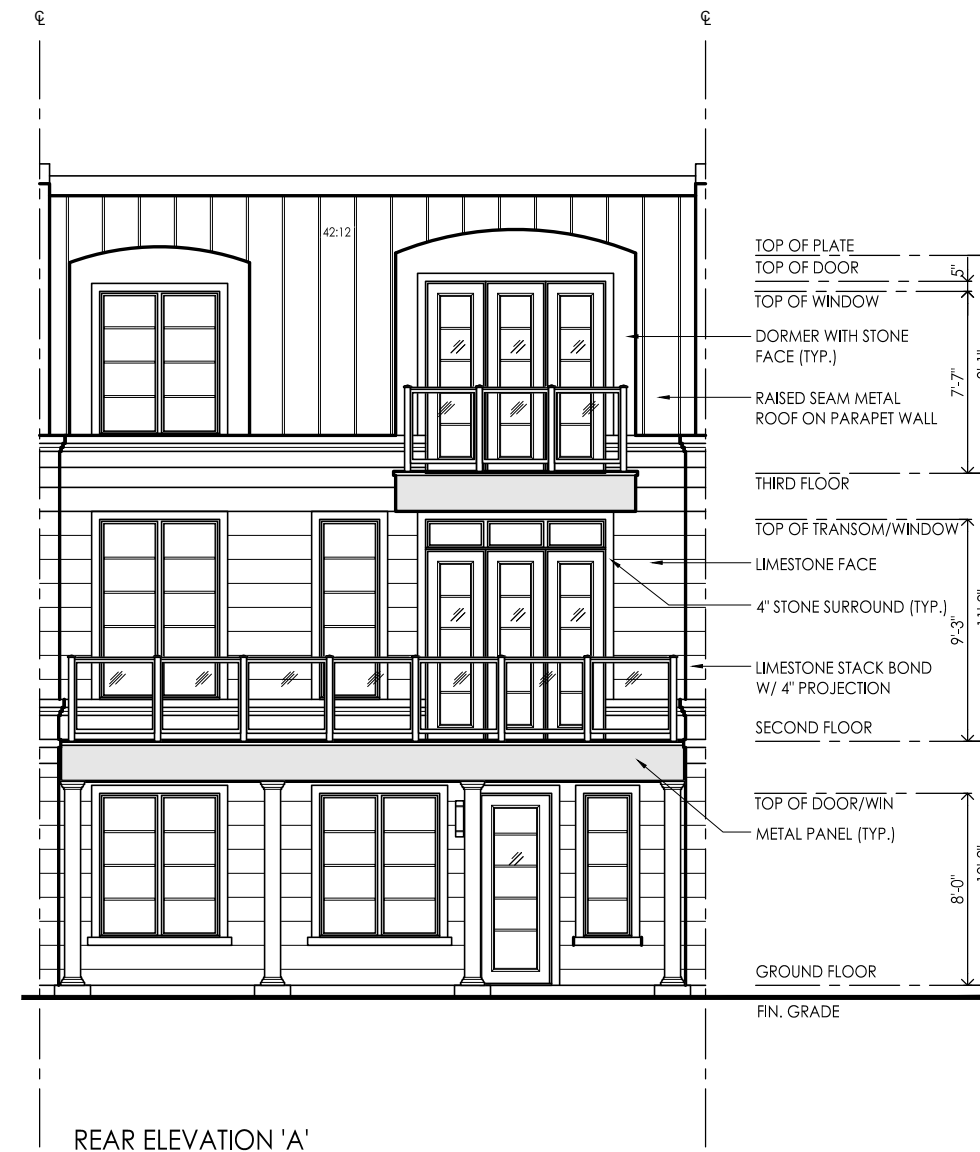 ℄
℄
42:12
TOP OF PLATE
TOP OF DOOR
5"
TOP OF WINDOW
DORMER WITH STONE
FACE (TYP.)
7'-7"
RAISED SEAM METAL
ROOF ON PARAPET WALL
THIRD FLOOR
TOP OF TRANSOM/WINDOW
LIMESTONE FACE
4" STONE SURROUND (TYP.)
9'-3"
LIMESTONE STACK BOND
W/ 4" PROJECTION
SECOND FLOOR
TOP OF DOOR/WIN
METAL PANEL (TYP.)
8'-0"
GROUND FLOOR
FIN. GRADE
REAR ELEVATION 'A'